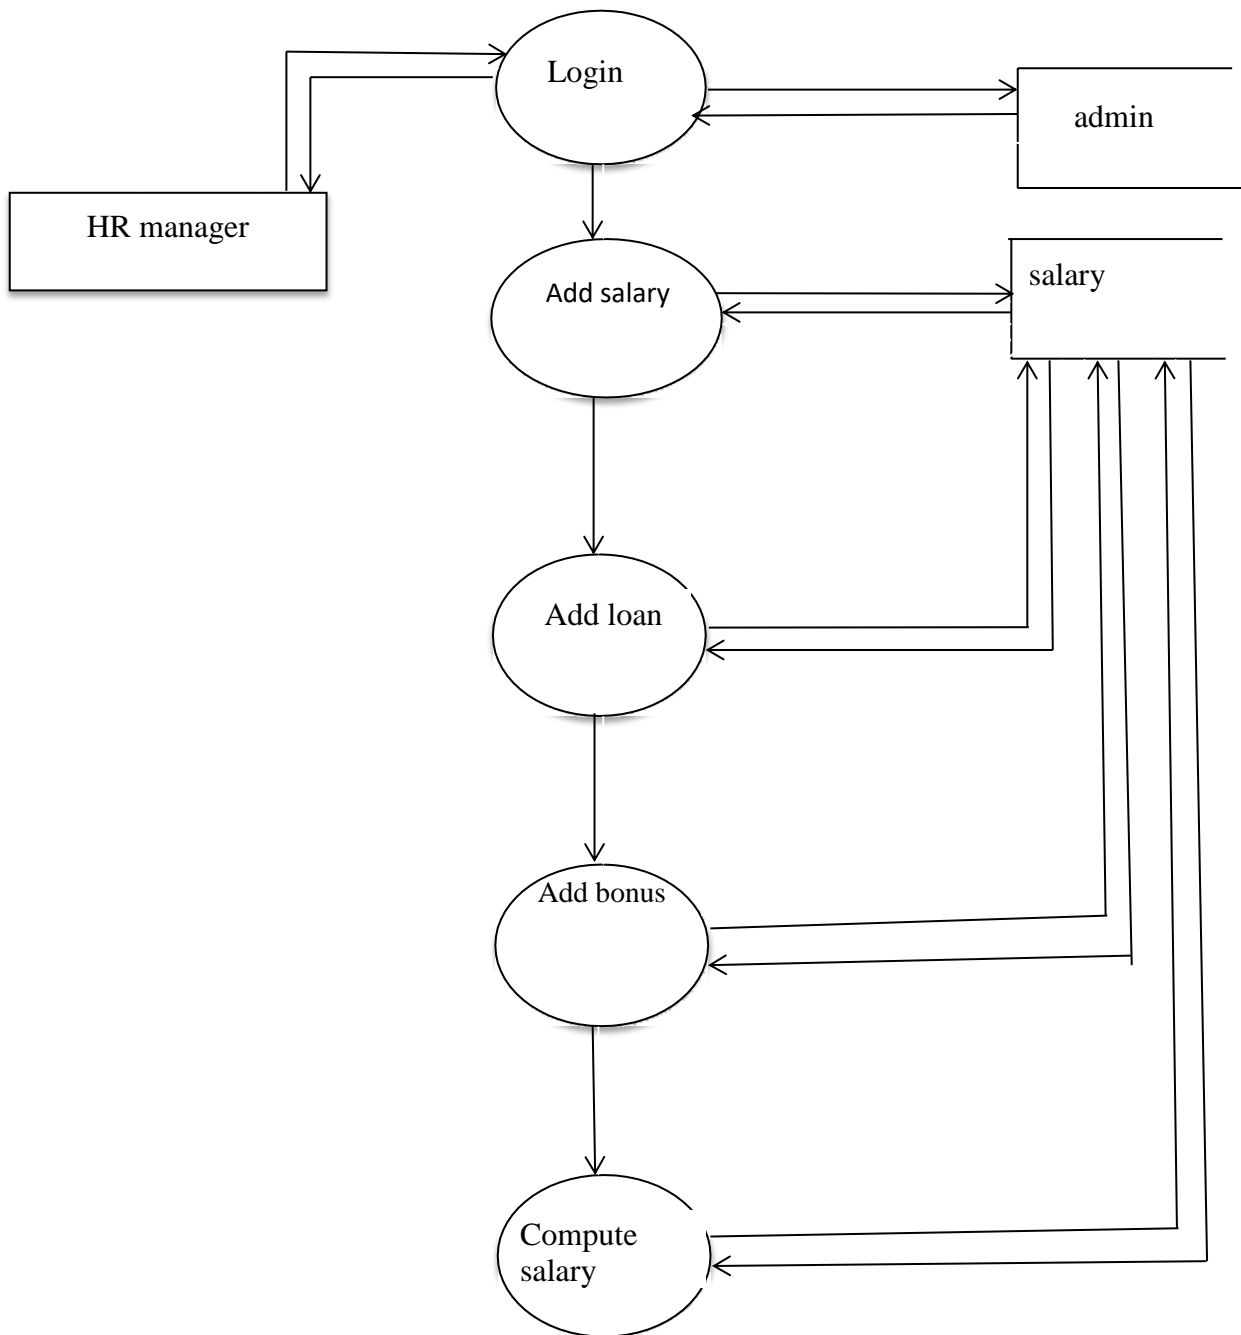 Login
admin
HR manager
Add salary
salary
Add loan
Add bonus
Compute
salary